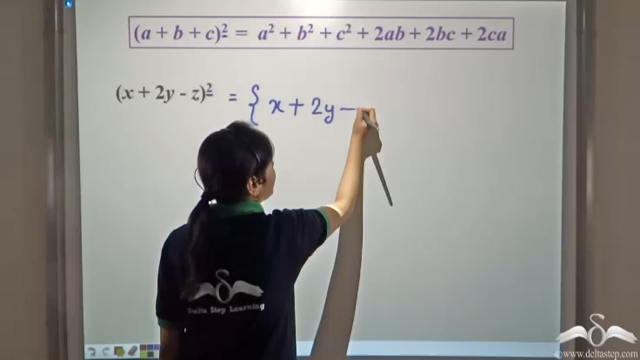 (a + b + c)² = a² + b² + c² + 2ab + 2bc + 2ca
(x + 2y - z)² = { x + 2y –
Delta Step Learning
©www.deltastep.com